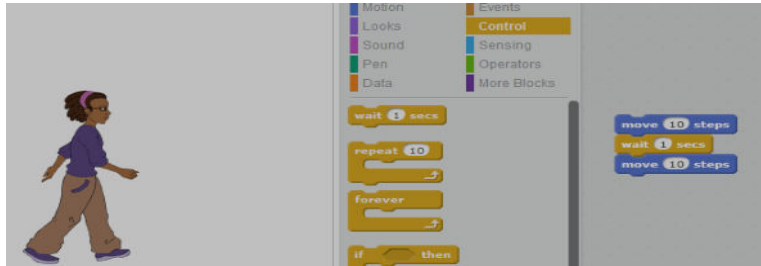 Motion Events
Looks Control
Sound Sensing
Pen Operators
Data More Blocks
wait 1 secs
repeat 10
forever
if then
move 10 steps
wait 1 secs
move 10 steps